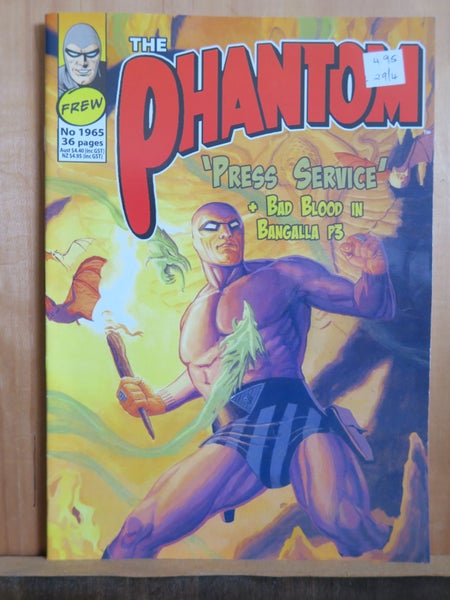 THE
PHANTOM
FREW
No 1965
36 pages
Aust $4.40 (inc GST)
NZ $4.95 (inc GST)
4 95
29/4
'PRESS SERVICE'
+ BAD BLOOD IN
BANGALLA P3